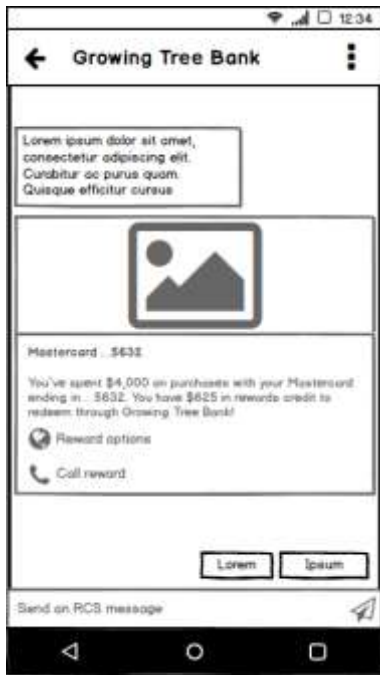 12:34
Growing Tree Bank
Lorem ipsum dolor sit amet,
consectetur adipiscing elit.
Curabitur ac purus quam.
Quisque efficitur cursus
Mastercard ...5632
You've spent $4,000 on purchases with your Mastercard
ending in... 5632. You have $625 in rewards credit to
redeem through Growing Tree Bank!
Reward options
Call reward
Lorem
Ipsum
Send an RCS message